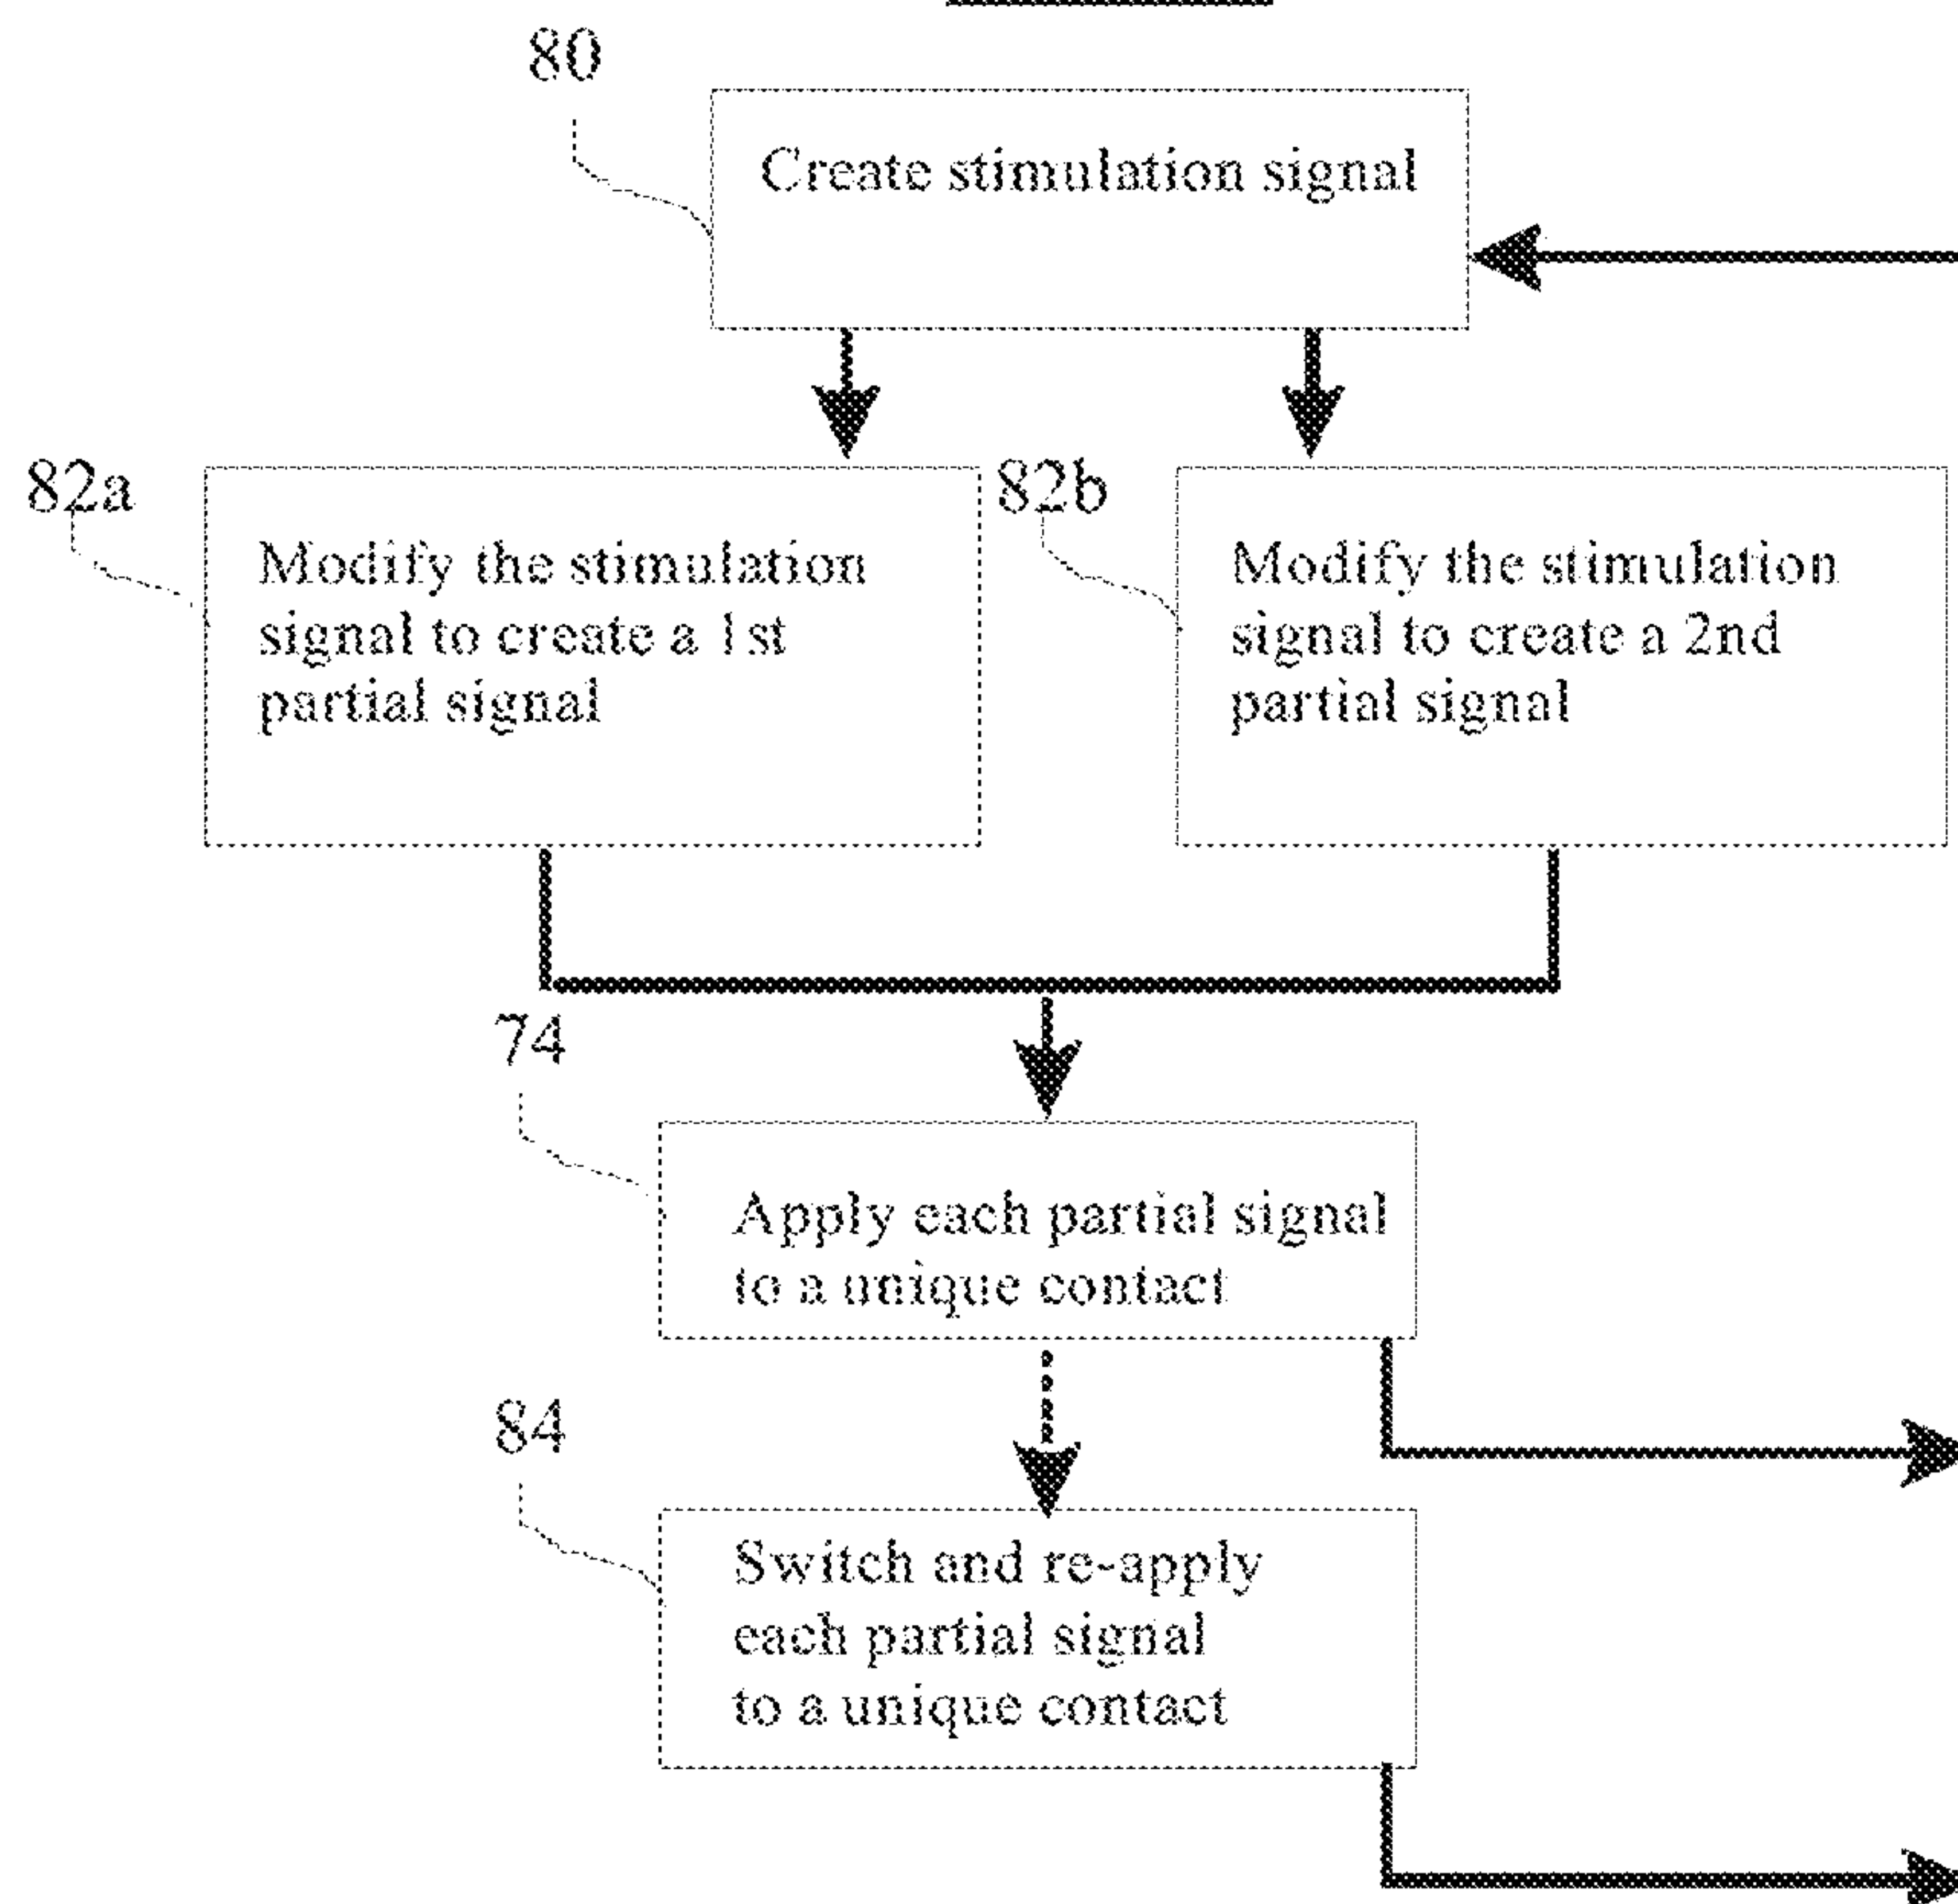 80
Create stimulation signal
82a
Modify the stimulation
signal to create a 1st
partial signal
82b
Modify the stimulation
signal to create a 2nd
partial signal
74
Apply each partial signal
to a unique contact
84
Switch and re-apply
each partial signal
to a unique contact